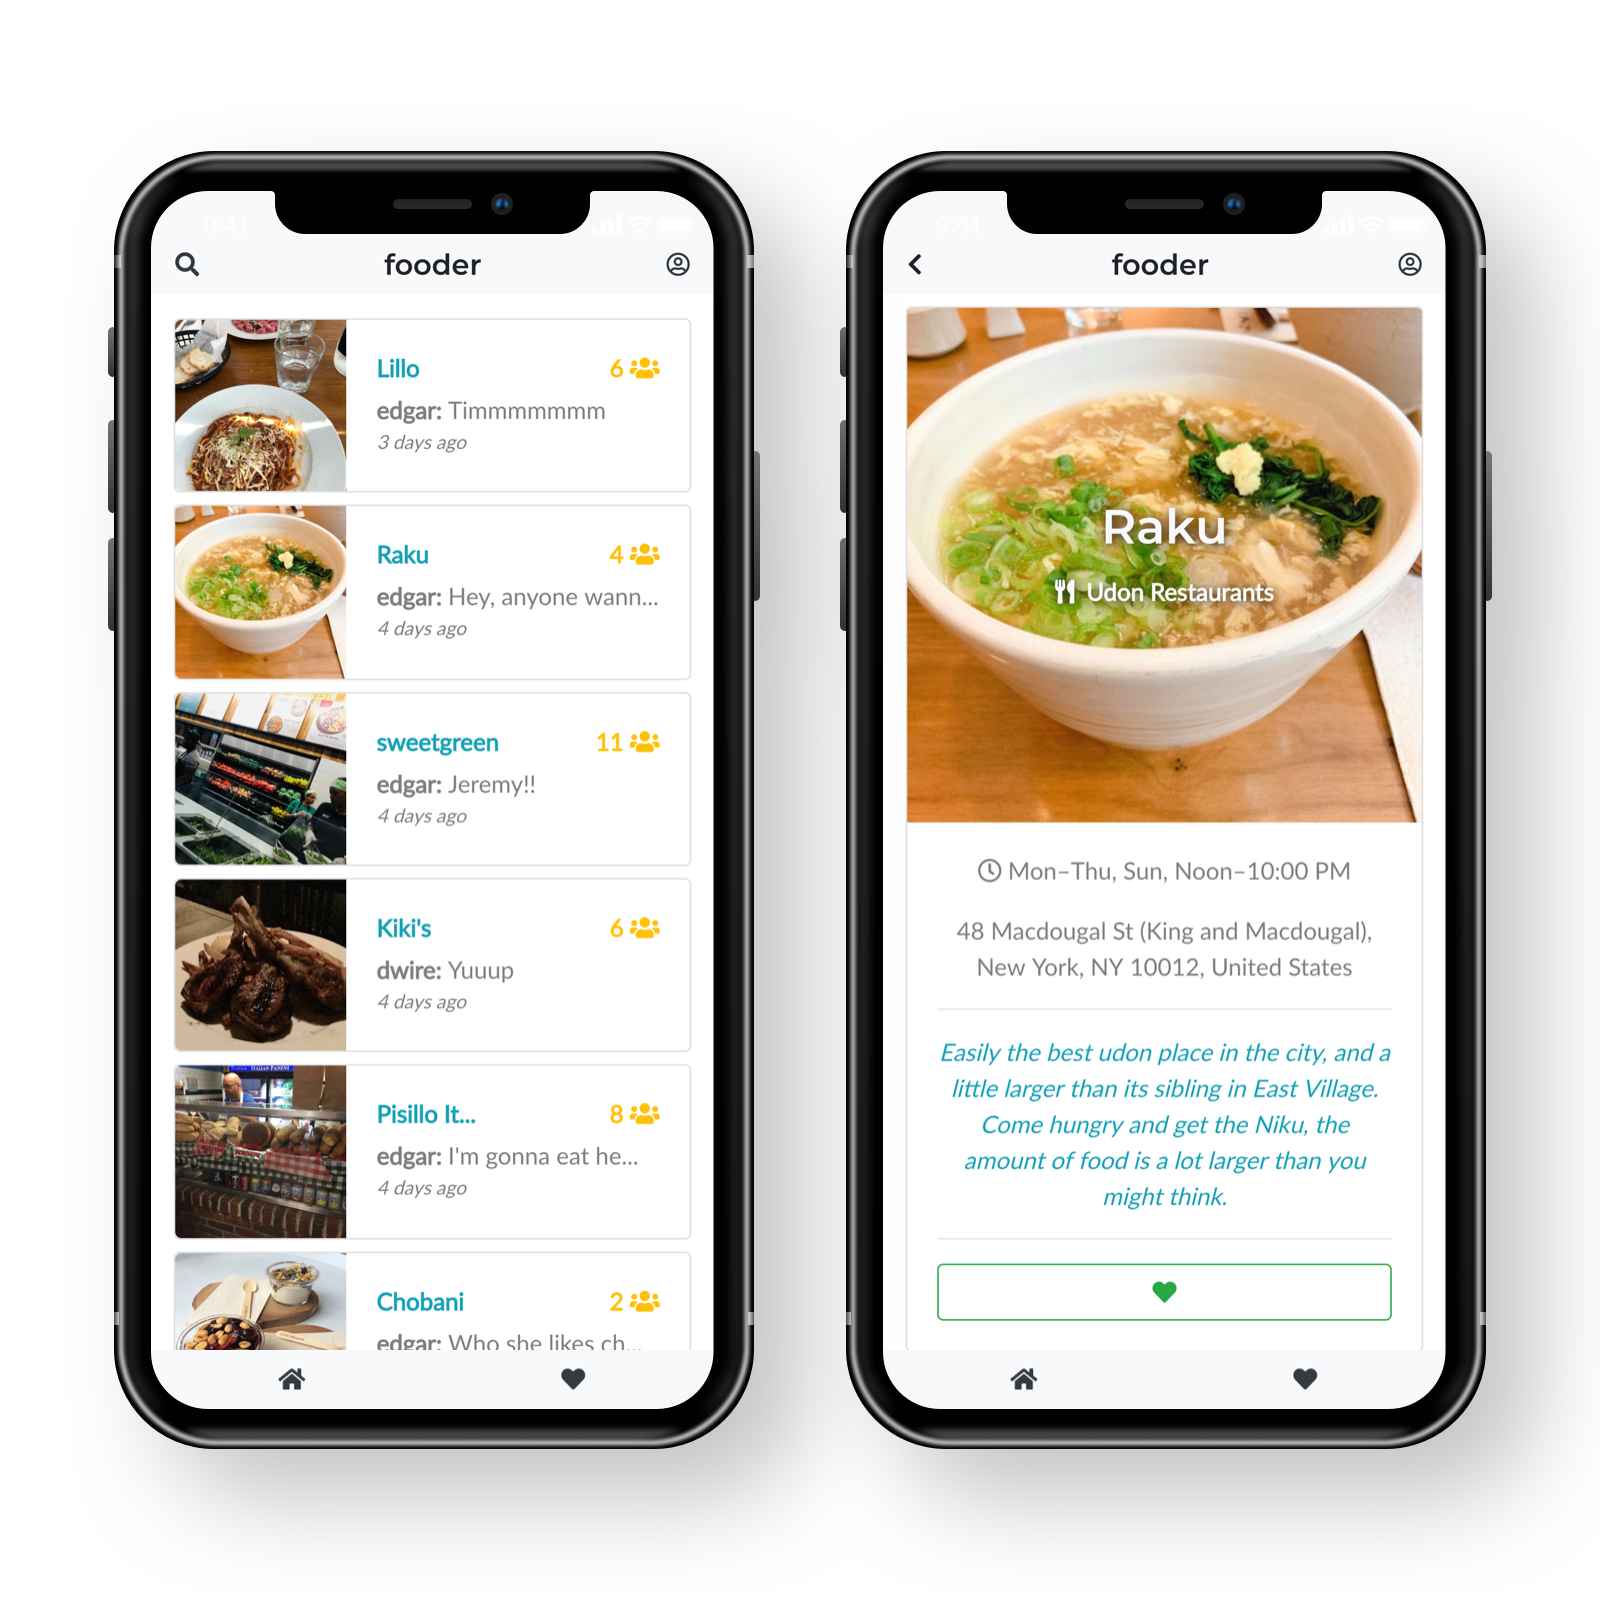 9:41
fooder
Lillo
6
edgar: Timmmmmmm
3 days ago
Raku
4
edgar: Hey, anyone wann...
4 days ago
sweetgreen
11
edgar: Jeremy!!
4 days ago
Kiki's
6
dwire: Yuuup
4 days ago
ITALIAN PANINI
Pisillo It...
8
edgar: I'm gonna eat he...
4 days ago
CHOBANI
Chobani
2
edgar: Who she likes ch...
9:41
fooder
Raku
Udon Restaurants
Mon–Thu, Sun, Noon–10:00 PM
48 Macdougal St (King and Macdougal),
New York, NY 10012, United States
Easily the best udon place in the city, and a
little larger than its sibling in East Village.
Come hungry and get the Niku, the
amount of food is a lot larger than you
might think.